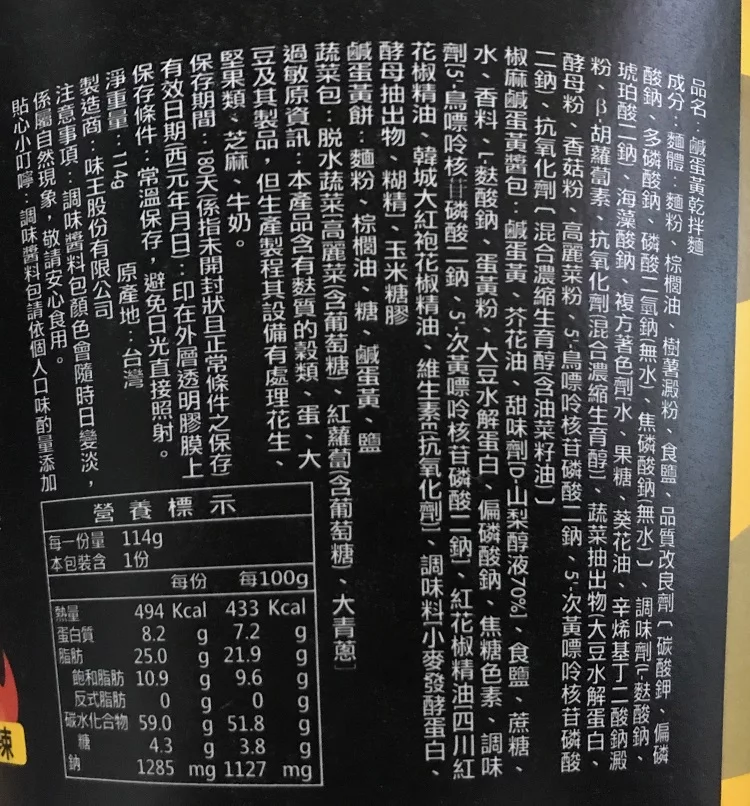 品名：鹹蛋黃乾拌麵
成分：麵體：麵粉、棕櫚油、樹薯澱粉、食鹽、品質改良劑〔碳酸鉀、偏磷
酸鈉、多磷酸鈉、磷酸二氫鈉(無水)、焦磷酸鈉(無水)〕、調味劑(L-麩酸鈉、
琥珀酸二鈉、海藻酸鈉、複方著色劑(水、果糖、葵花油、辛烯基丁二酸鈉澱
粉、β-胡蘿蔔素、抗氧化劑(混合濃縮生育醇)、蔬菜抽出物(大豆水解蛋白、
酵母粉、香菇粉、高麗菜粉、5'-鳥嘌呤核苷磷酸二鈉、5'-次黃嘌呤核苷磷酸
二鈉、抗氧化劑〔混合濃縮生育醇(含油菜籽油)〕
椒麻鹹蛋黃醬包：鹹蛋黃、芥花油、甜味劑(D-山梨醇液70%)、食鹽、蔗糖、
水、香料、L-麩酸鈉、蛋黃粉、大豆水解蛋白、偏磷酸鈉、焦糖色素、調味
劑(5'-鳥嘌呤核苷磷酸二鈉、5'-次黃嘌呤核苷磷酸二鈉)、紅花椒精油(四川紅
花椒精油、韓城大紅袍花椒精油、維生素E(抗氧化劑)、調味料(小麥發酵蛋白、
酵母抽出物、糊精)、玉米糖膠
鹹蛋黃餅：麵粉、棕櫚油、糖、鹹蛋黃、鹽
蔬菜包：脱水蔬菜〔高麗菜(含葡萄糖)、紅蘿蔔(含葡萄糖)、大青蔥〕
過敏原資訊：本產品含有麩質的穀類、蛋、大
豆及其製品，但生產製程其設備有處理花生、
堅果類、芝麻、牛奶。
保存期間：180天(係指未開封狀且正常條件之保存)
有效日期(西元年月日)：印在外層透明膠膜上
保存條件：常溫保存，避免日光直接照射。
淨重量：114g 原產地：台灣
製造商：味王股份有限公司
注意事項：調味醬料包顏色會隨時日變淡，
係屬自然現象，敬請安心食用。
貼心小叮嚀：調味醬料包請依個人口味酌量添加
營養標示
每一份量 114g
本包裝含 1份
每份 每100g
熱量 494 Kcal 433 Kcal
蛋白質 8.2 g 7.2 g
脂肪 25.0 g 21.9 g
飽和脂肪 10.9 g 9.6 g
反式脂肪 0 g 0 g
碳水化合物 59.0 g 51.8 g
糖 4.3 g 3.8 g
鈉 1285 mg 1127 mg
辣